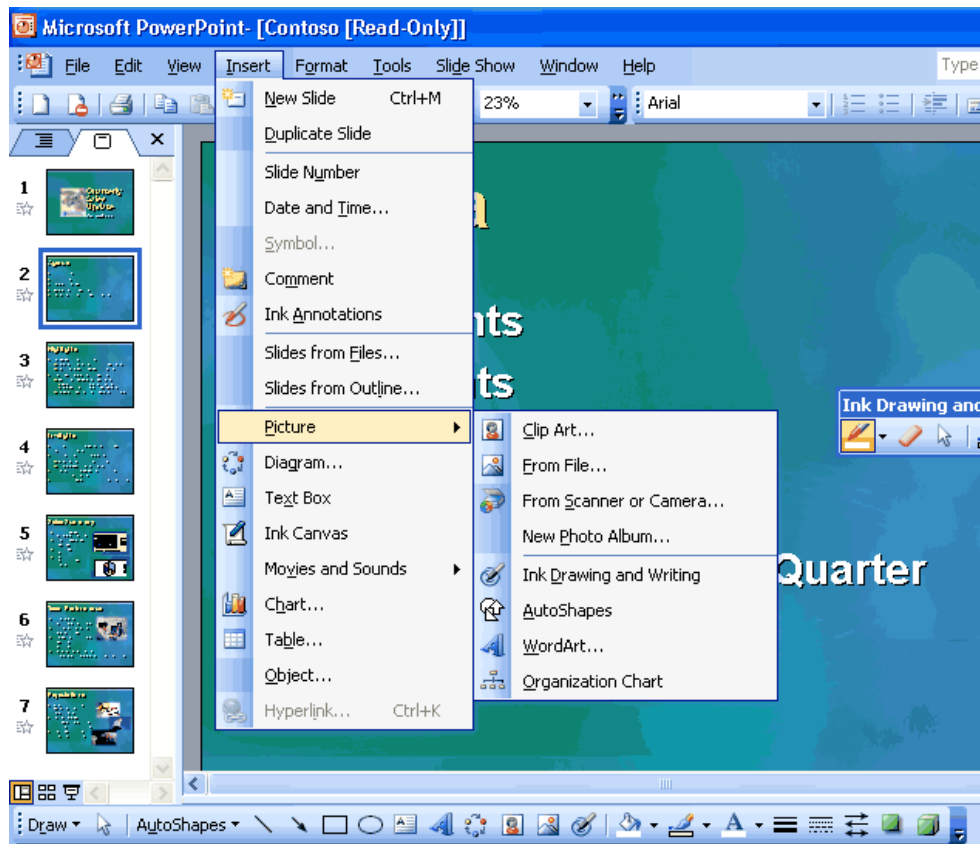 Microsoft PowerPoint- [Contoso [Read-Only]]
File Edit View Insert Format Tools Slide Show Window Help Type
23% Arial
New Slide Ctrl+M
Duplicate Slide
Slide Number
Date and Time...
Symbol...
Comment
Ink Annotations
Slides from Files...
Slides from Outline...
Picture
Diagram...
Text Box
Ink Canvas
Movies and Sounds
Chart...
Table...
Object...
Hyperlink... Ctrl+K
Clip Art...
From File...
From Scanner or Camera...
New Photo Album...
Ink Drawing and Writing
AutoShapes
WordArt...
Organization Chart
1
2
3
4
5
6
7
a
nts
ts
Quarter
Ink Drawing and
Draw AutoShapes